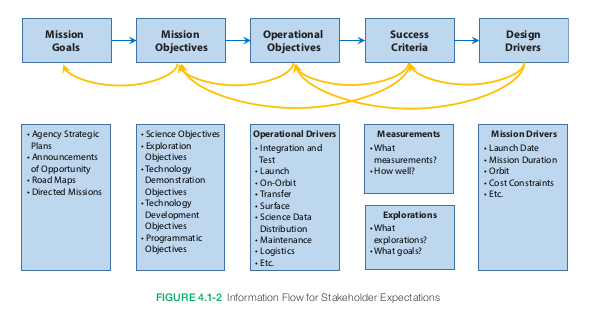 Mission
Goals
Mission
Objectives
Operational
Objectives
Success
Criteria
Design
Drivers
• Agency Strategic
Plans
• Announcements
of Opportunity
• Road Maps
• Directed Missions
• Science Objectives
• Exploration
Objectives
• Technology
Demonstration
Objectives
• Technology
Development
Objectives
• Programmatic
Objectives
Operational Drivers
• Integration and
Test
• Launch
• On-Orbit
• Transfer
• Surface
• Science Data
Distribution
• Maintenance
• Logistics
• Etc.
Measurements
• What
measurements?
• How well?
Explorations
• What
explorations?
• What goals?
Mission Drivers
• Launch Date
• Mission Duration
• Orbit
• Cost Constraints
• Etc.
FIGURE 4.1-2 Information Flow for Stakeholder Expectations